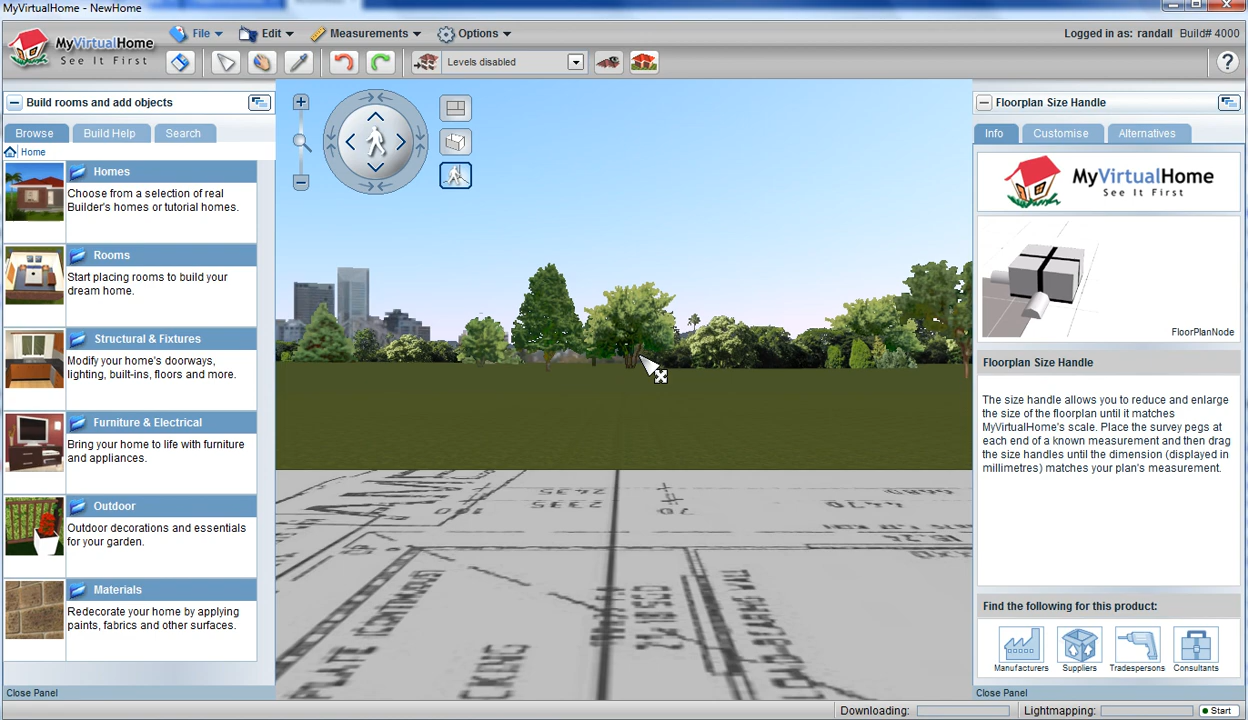 MyVirtualHome - NewHome
MyVirtualHome
See It First
File
Edit
Measurements
Options
Logged in as: randall Build# 4000
Levels disabled
?
Build rooms and add objects
Browse
Build Help
Search
Home
Homes
Choose from a selection of real
Builder's homes or tutorial homes.
Rooms
Start placing rooms to build your
dream home.
Structural & Fixtures
Modify your home's doorways,
lighting, built-ins, floors and more.
Furniture & Electrical
Bring your home to life with furniture
and appliances.
Outdoor
Outdoor decorations and essentials
for your garden.
Materials
Redecorate your home by applying
paints, fabrics and other surfaces.
Close Panel
2435
2335
70
4470
18.24
PLATE (CONTINUOUS
Floorplan Size Handle
Info
Customise
Alternatives
MyVirtualHome
See It First
FloorPlanNode
Floorplan Size Handle
The size handle allows you to reduce and enlarge
the size of the floorplan until it matches
MyVirtualHome's scale. Place the survey pegs at
each end of a known measurement and then drag
the size handles until the dimension (displayed in
millimetres) matches your plan's measurement.
Find the following for this product:
Manufacturers
Suppliers
Tradespersons
Consultants
Close Panel
Downloading:
Lightmapping:
Start